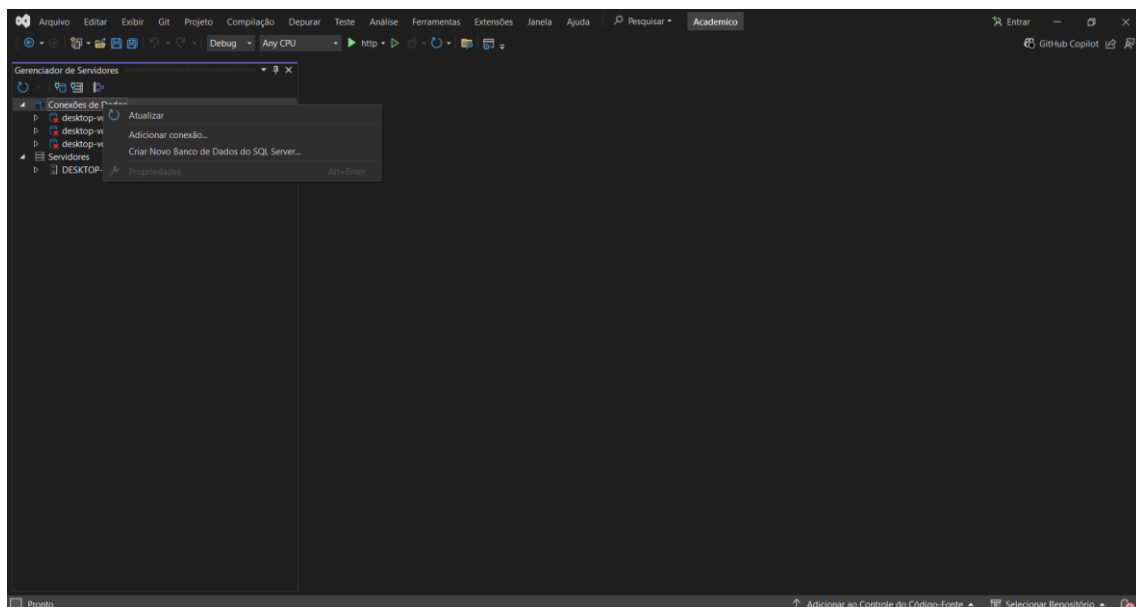 Arquivo Editar Exibir Git Projeto Compilação Depurar Teste Análise Ferramentas Extensões Janela Ajuda Pesquisar Academico Entrar
Debug Any CPU http GitHub Copilot
Gerenciador de Servidores
Conexões de Dados
Atualizar
desktop-v
Adicionar conexão...
desktop-v
Criar Novo Banco de Dados do SQL Server...
desktop-v
Servidores
Propriedades Alt+Enter
DESKTOP-
Pronto Adicionar ao Controle do Código-Fonte Selecionar Repositório